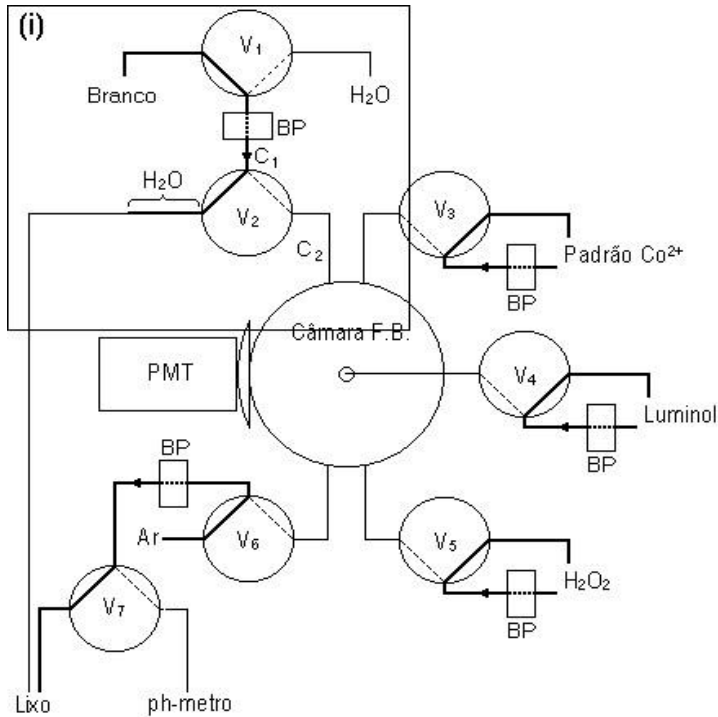 (i)
V₁
Branco
H₂O
BP
C₁
H₂O
V₂
C₂
V₃
Padrão Co²⁺
BP
Câmara F.B.
PMT
V₄
Luminol
BP
BP
Ar
V₆
V₅
H₂O₂
BP
V₇
Lixo
ph-metro